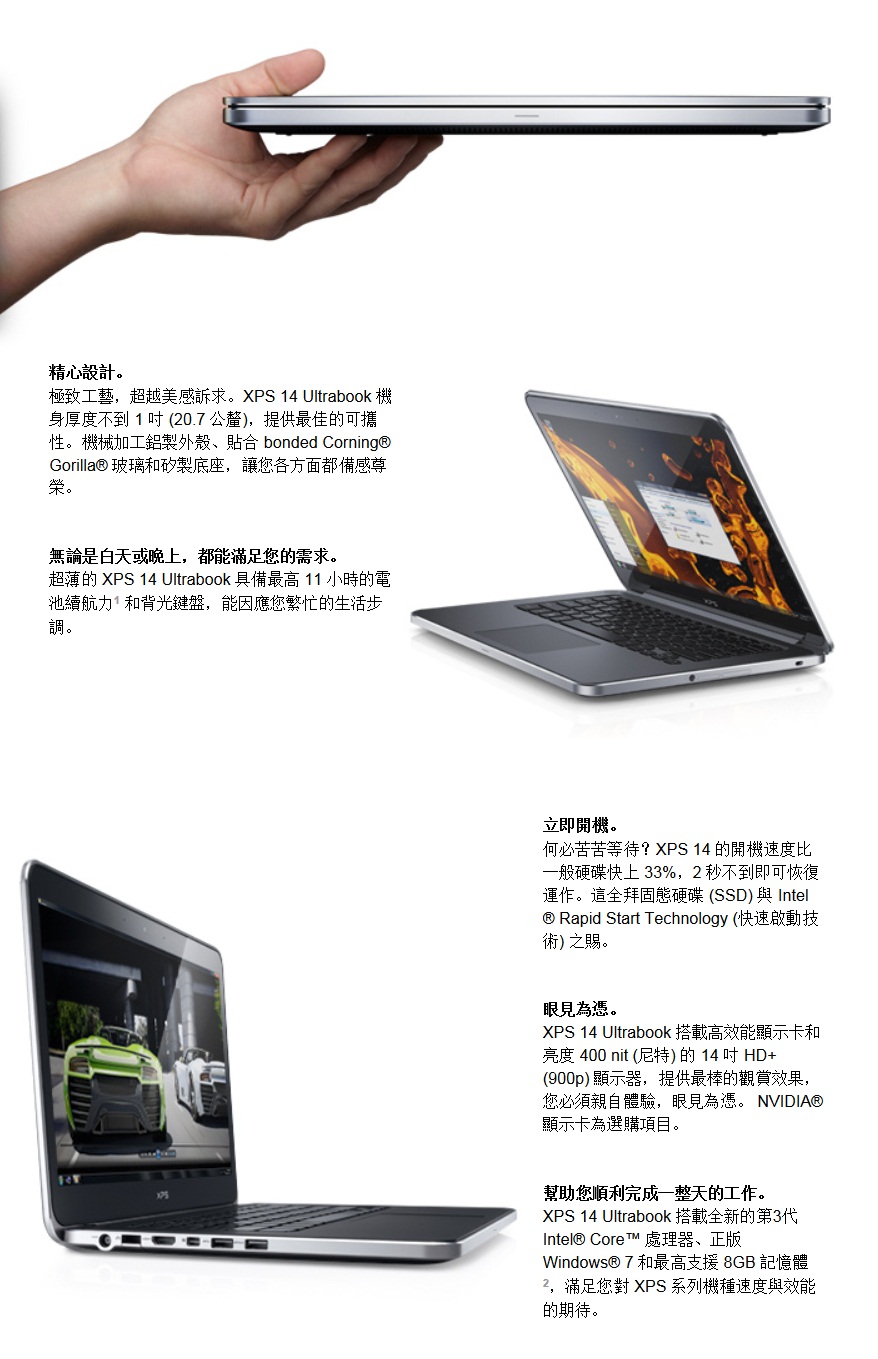 精心設計。
極致工藝，超越美感訴求。XPS 14 Ultrabook 機
身厚度不到 1 吋 (20.7 公釐)，提供最佳的可攜
性。機械加工鋁製外殼、貼合 bonded Corning®
Gorilla® 玻璃和矽製底座，讓您各方面都備感尊
榮。
無論是白天或晚上，都能滿足您的需求。
超薄的 XPS 14 Ultrabook 具備最高 11 小時的電
池續航力¹ 和背光鍵盤，能因應您繁忙的生活步
調。
XPS
立即開機。
何必苦苦等待？XPS 14 的開機速度比
一般硬碟快上 33%，2 秒不到即可恢復
運作。這全拜固態硬碟 (SSD) 與 Intel
® Rapid Start Technology (快速啟動技
術) 之賜。
眼見為憑。
XPS 14 Ultrabook 搭載高效能顯示卡和
亮度 400 nit (尼特) 的 14 吋 HD+
(900p) 顯示器，提供最棒的觀賞效果，
您必須親自體驗，眼見為憑。 NVIDIA®
顯示卡為選購項目。
XPS
幫助您順利完成一整天的工作。
XPS 14 Ultrabook 搭載全新的第3代
Intel® Core™ 處理器、正版
Windows® 7 和最高支援 8GB 記憶體
²，滿足您對 XPS 系列機種速度與效能
的期待。